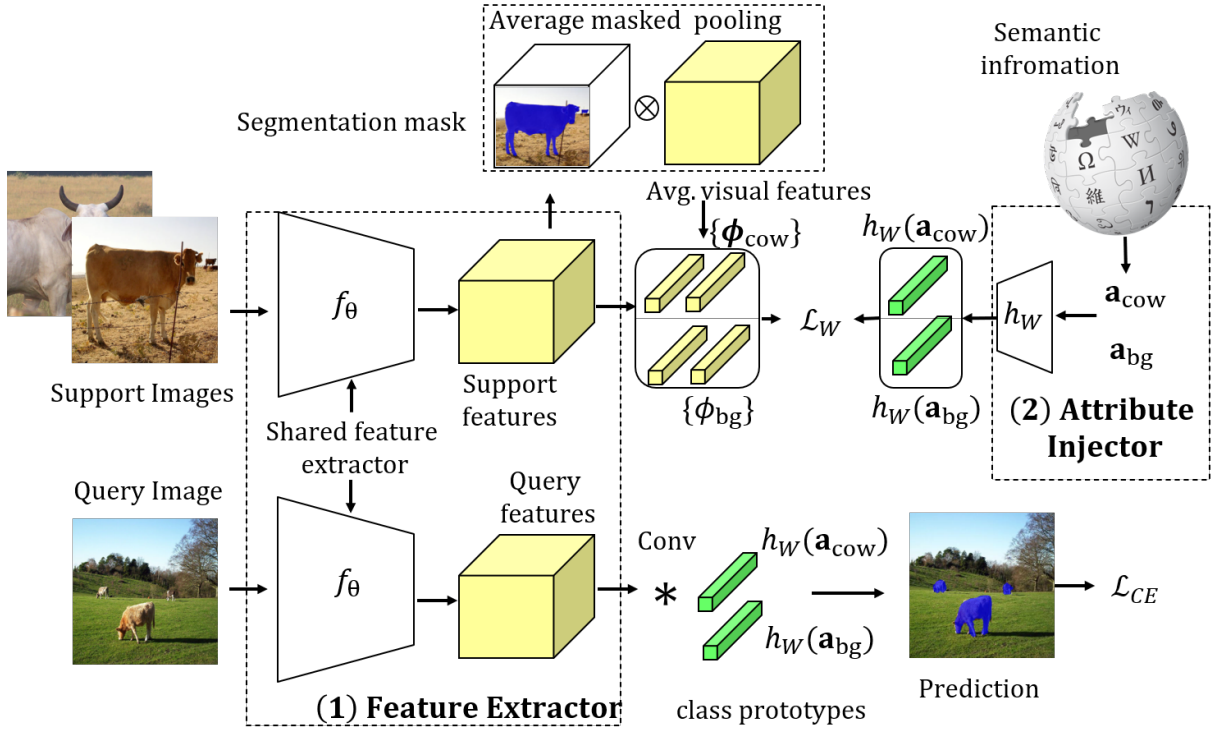 Average masked pooling
Semantic
infromation
Segmentation mask
⊗
Ω
W
И
維
Avg. visual features
{ϕcow}
hW(acow)
fθ
hW
acow
ℒW
abg
Support Images
Support
features
{ϕbg}
hW(abg)
(2) Attribute
Injector
Shared feature
extractor
Query Image
Query
features
Conv
hW(acow)
fθ
*
ℒCE
hW(abg)
Prediction
(1) Feature Extractor
class prototypes